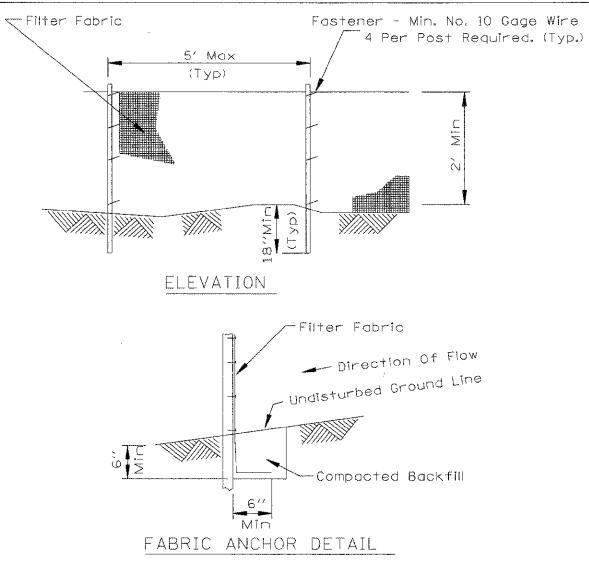 Filter Fabric
Fastener - Min. No. 10 Gage Wire
4 Per Post Required. (Typ.)
5' Max
(Typ)
2' Min
18" Min
(Typ)
ELEVATION
Filter Fabric
Direction Of Flow
Undisturbed Ground Line
6"
Min
Compacted Backfill
6"
Min
FABRIC ANCHOR DETAIL